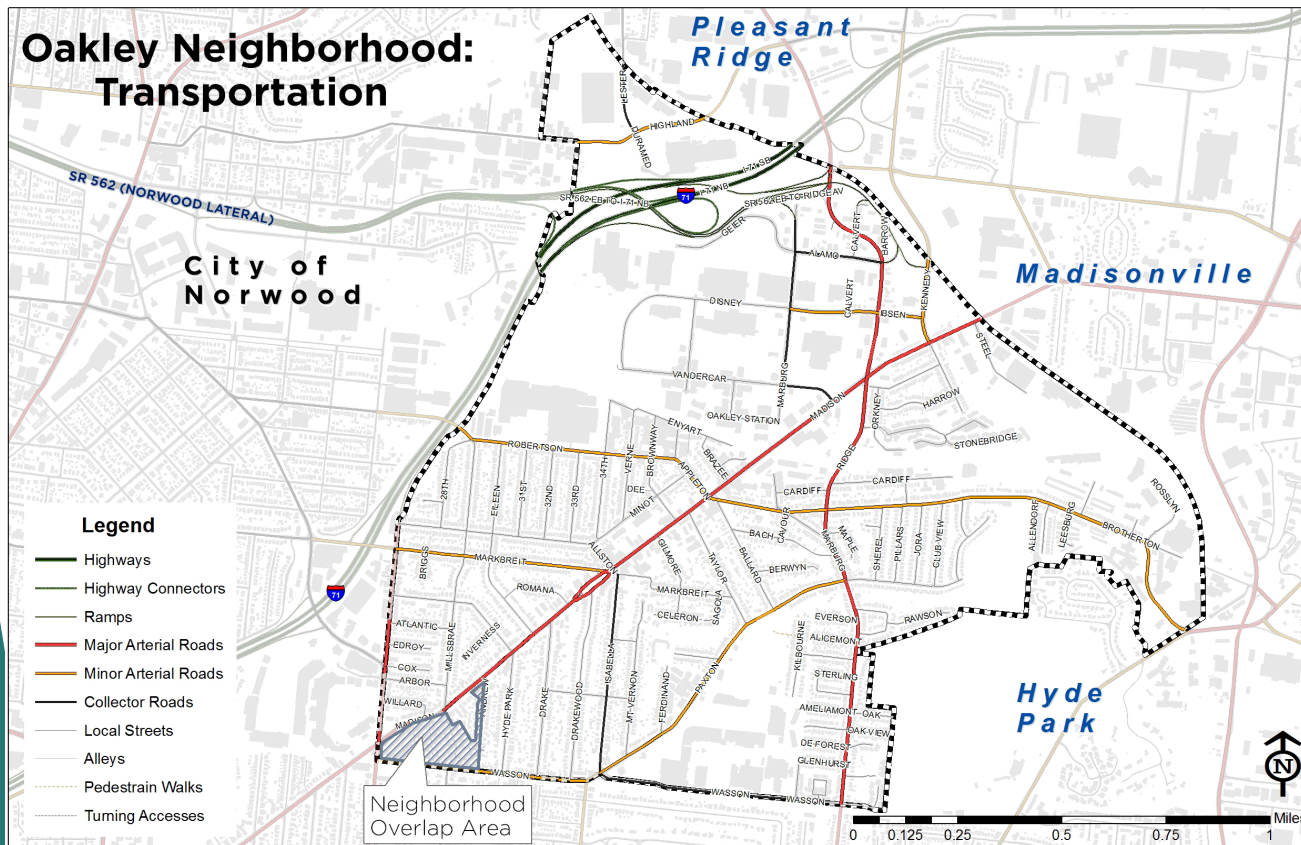 Oakley Neighborhood:
Transportation
Pleasant
Ridge
LESTER
DURAMED
HIGHLAND
I-71 SB
I-71 NB
71
SR 562 EB TO I-71 NB
SR 562 EB TO RIDGE AV
SR 562 (NORWOOD LATERAL)
GEIER
CALVERT
BARROW
ALAMO
City of
Norwood
Madisonville
KENNEDY
DISNEY
CALVERT
IBSEN
STEEL
MARBURG
VANDERCAR
MADISON
HARROW
OAKLEY STATION
ORKNEY
STONEBRIDGE
ENYART
ROBERTSON
34TH
VERNE
BROWNWAY
BRAZEE
APPLETON
RIDGE
28TH
EILEEN
31ST
32ND
33RD
DEE
MINOT
CARDIFF
CARDIFF
ROSSLYN
CAVOUR
BACH
MAPLE
MARBURG
SHEREL
PILLARS
JORA
CLUB VIEW
ALLENDORF
LEESBURG
BROTHERTON
BRIGGS
MARKBREIT
ALLSTON
GILMORE
TAYLOR
BALLARD
BERWYN
ROMANA
MARKBREIT
CELERON
SAGOLA
EVERSON
RAWSON
ALICEMONT
KILBOURNE
ATLANTIC
EDROY
COX
ARBOR
WILLARD
MADISON
MILLSBRAE
INVERNESS
ANDREW
HYDE PARK
DRAKE
DRAKEWOOD
ISABELLA
MT VERNON
FERDINAND
PAXTON
STERLING
AMELIAMONT
OAK
OAK VIEW
DE FOREST
GLENHURST
WASSON
WASSON
WASSON
Hyde
Park
Neighborhood
Overlap Area
71
Legend
Highways
Highway Connectors
Ramps
Major Arterial Roads
Minor Arterial Roads
Collector Roads
Local Streets
Alleys
Pedestrain Walks
Turning Accesses
N
Miles
0 0.125 0.25 0.5 0.75 1